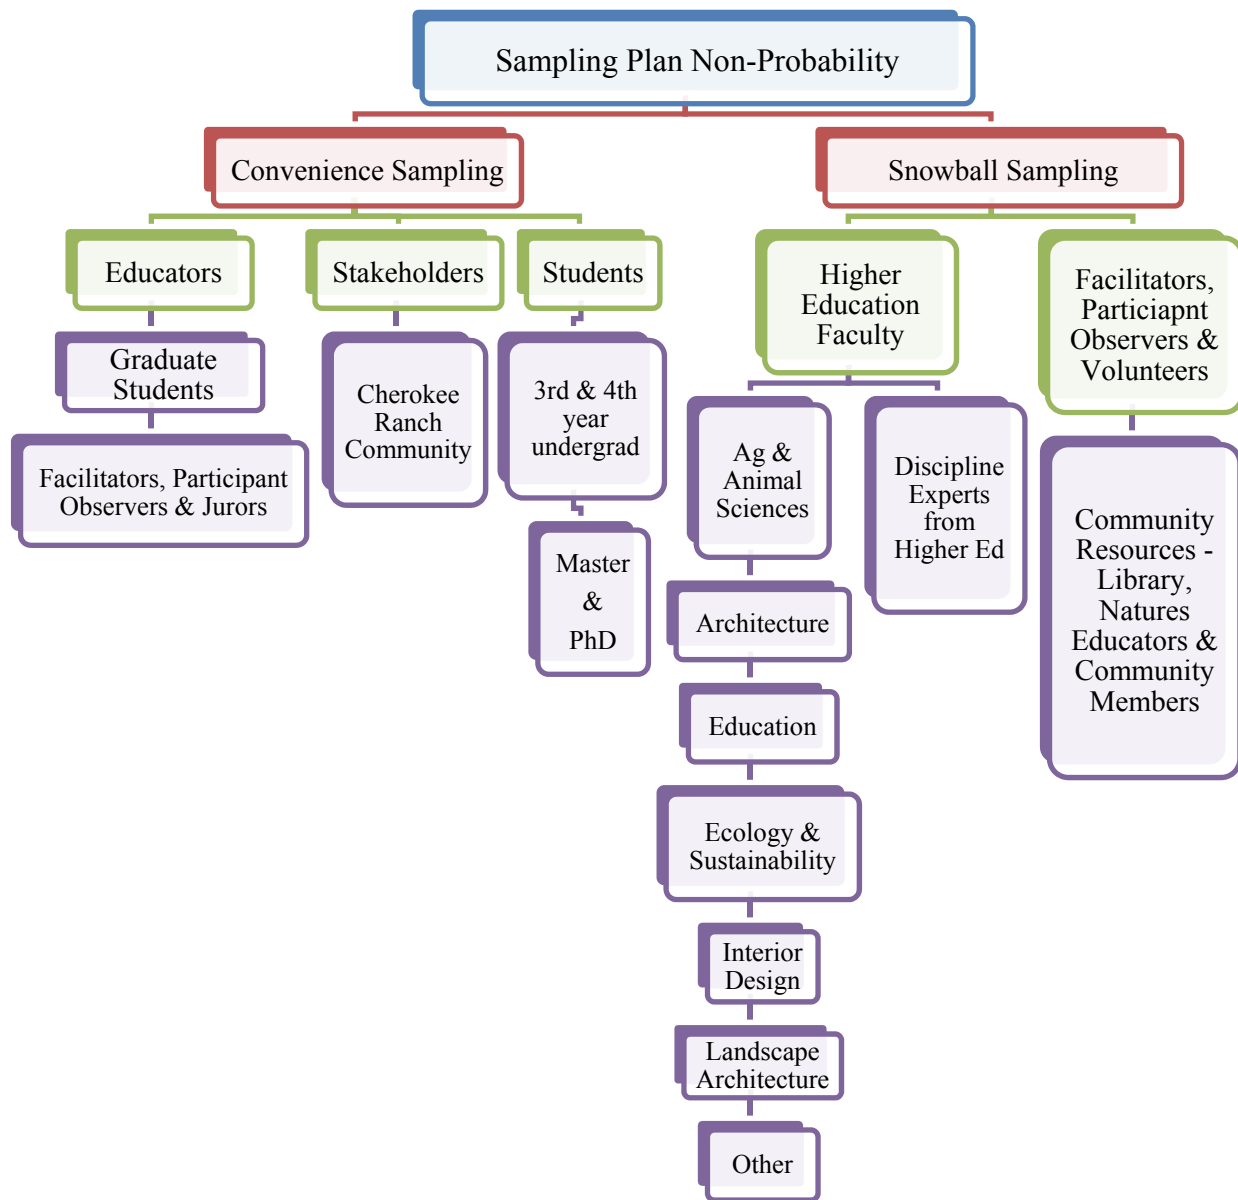 Sampling Plan Non-Probability
Convenience Sampling
Snowball Sampling
Educators
Stakeholders
Students
Higher
Education
Faculty
Facilitators,
Particiapnt
Observers &
Volunteers
Graduate
Students
Facilitators, Participant
Observers & Jurors
Cherokee
Ranch
Community
3rd & 4th
year
undergrad
Master
&
PhD
Ag &
Animal
Sciences
Architecture
Education
Ecology &
Sustainability
Interior
Design
Landscape
Architecture
Other
Discipline
Experts
from
Higher Ed
Community
Resources -
Library,
Natures
Educators &
Community
Members